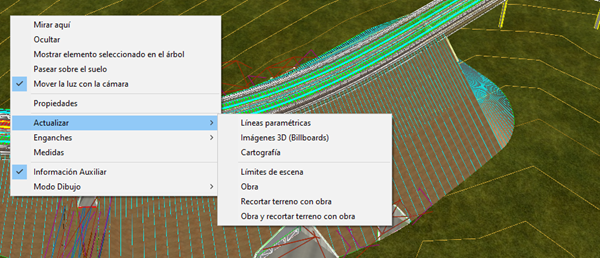 Mirar aquí
Ocultar
Mostrar elemento seleccionado en el árbol
Pasear sobre el suelo
Mover la luz con la cámara
Propiedades
Actualizar
Enganches
Medidas
Información Auxiliar
Modo Dibujo
Líneas paramétricas
Imágenes 3D (Billboards)
Cartografía
Límites de escena
Obra
Recortar terreno con obra
Obra y recortar terreno con obra